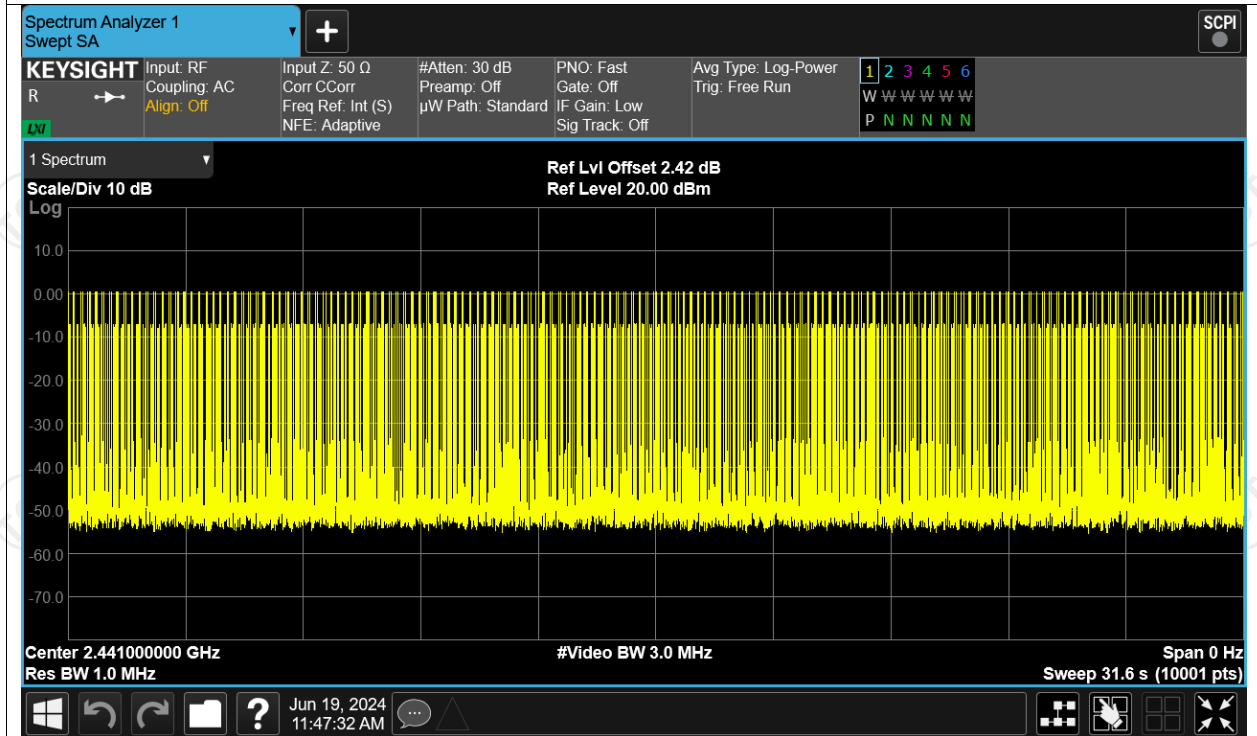 Spectrum Analyzer 1
Swept SA
▼
+
SCPI
KEYSIGHT
R
LXI
Input: RF
Coupling: AC
Align: Off
Input Z: 50 Ω
Corr CCorr
Freq Ref: Int (S)
NFE: Adaptive
#Atten: 30 dB
Preamp: Off
µW Path: Standard
PNO: Fast
Gate: Off
IF Gain: Low
Sig Track: Off
Avg Type: Log-Power
Trig: Free Run
1 2 3 4 5 6
W W W W W W
P N N N N N
1 Spectrum ▼
Scale/Div 10 dB
Ref Lvl Offset 2.42 dB
Ref Level 20.00 dBm
Log
10.0
0.00
-10.0
-20.0
-30.0
-40.0
-50.0
-60.0
-70.0
Center 2.441000000 GHz
Res BW 1.0 MHz
#Video BW 3.0 MHz
Span 0 Hz
Sweep 31.6 s (10001 pts)
?
Jun 19, 2024
11:47:32 AM